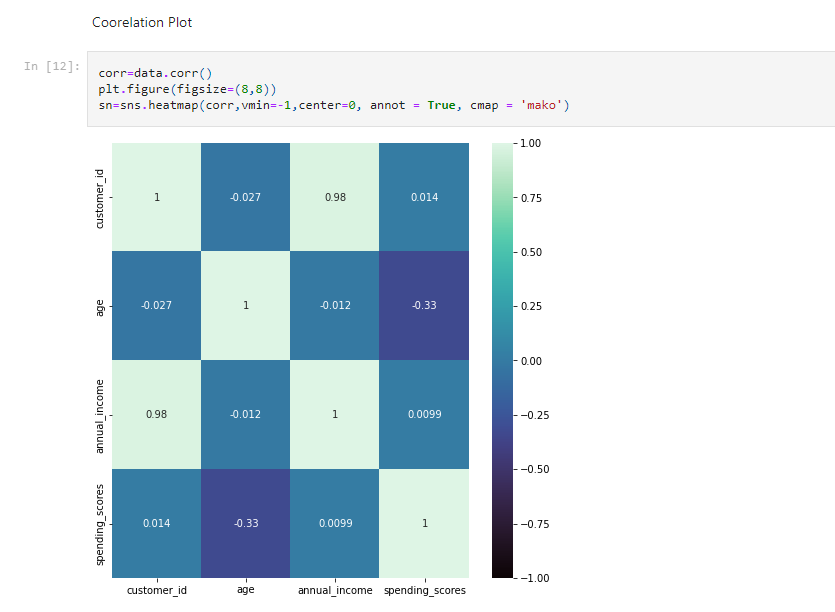 Coorelation Plot
In [12]:
corr=data.corr()
plt.figure(figsize=(8,8))
sn=sns.heatmap(corr,vmin=-1,center=0, annot = True, cmap = 'mako')
customer_id
1
-0.027
0.98
0.014
age
-0.027
1
-0.012
-0.33
annual_income
0.98
-0.012
1
0.0099
spending_scores
0.014
-0.33
0.0099
1
customer_id
age
annual_income
spending_scores
1.00
0.75
0.50
0.25
0.00
−0.25
−0.50
−0.75
−1.00